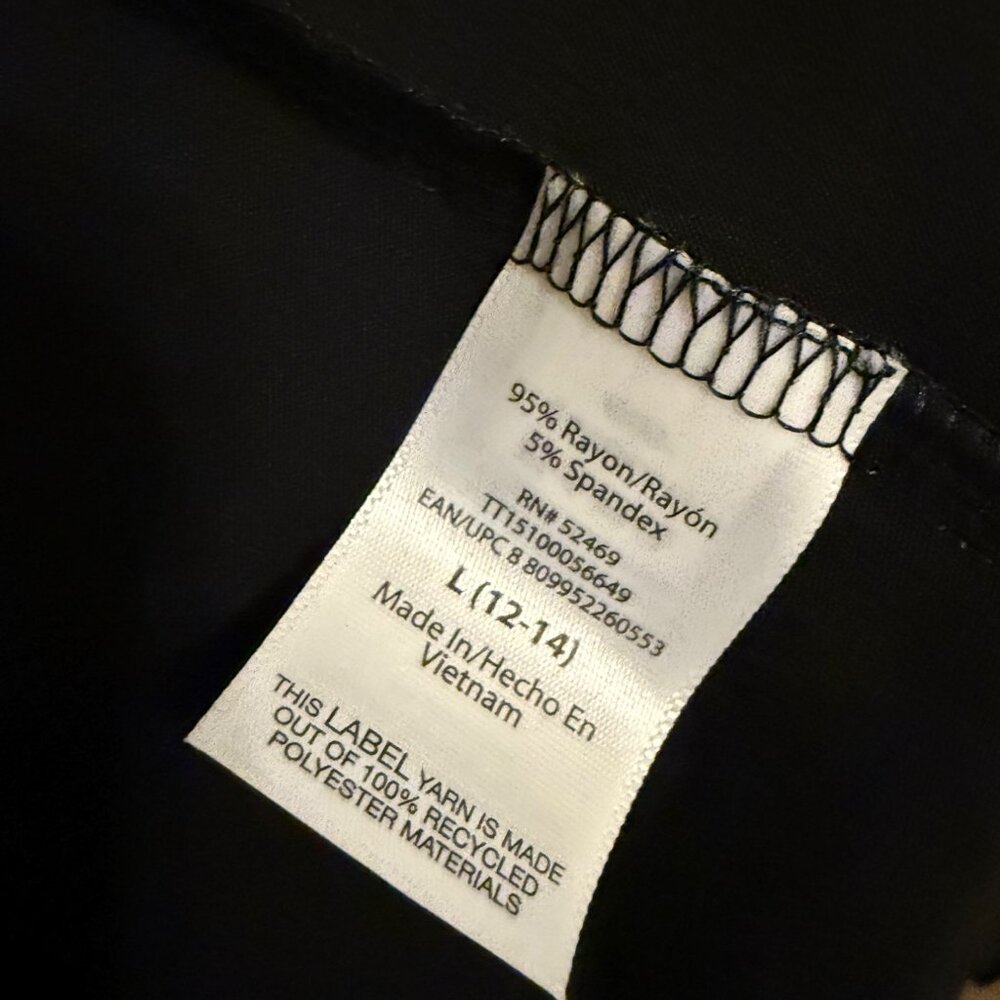 95% Rayon/Rayón
5% Spandex
RN# 52469
TT15100056649
EAN/UPC 8 809952260553
L (12-14)
Made In/Hecho En
Vietnam
THIS LABEL YARN IS MADE
OUT OF 100% RECYCLED
POLYESTER MATERIALS